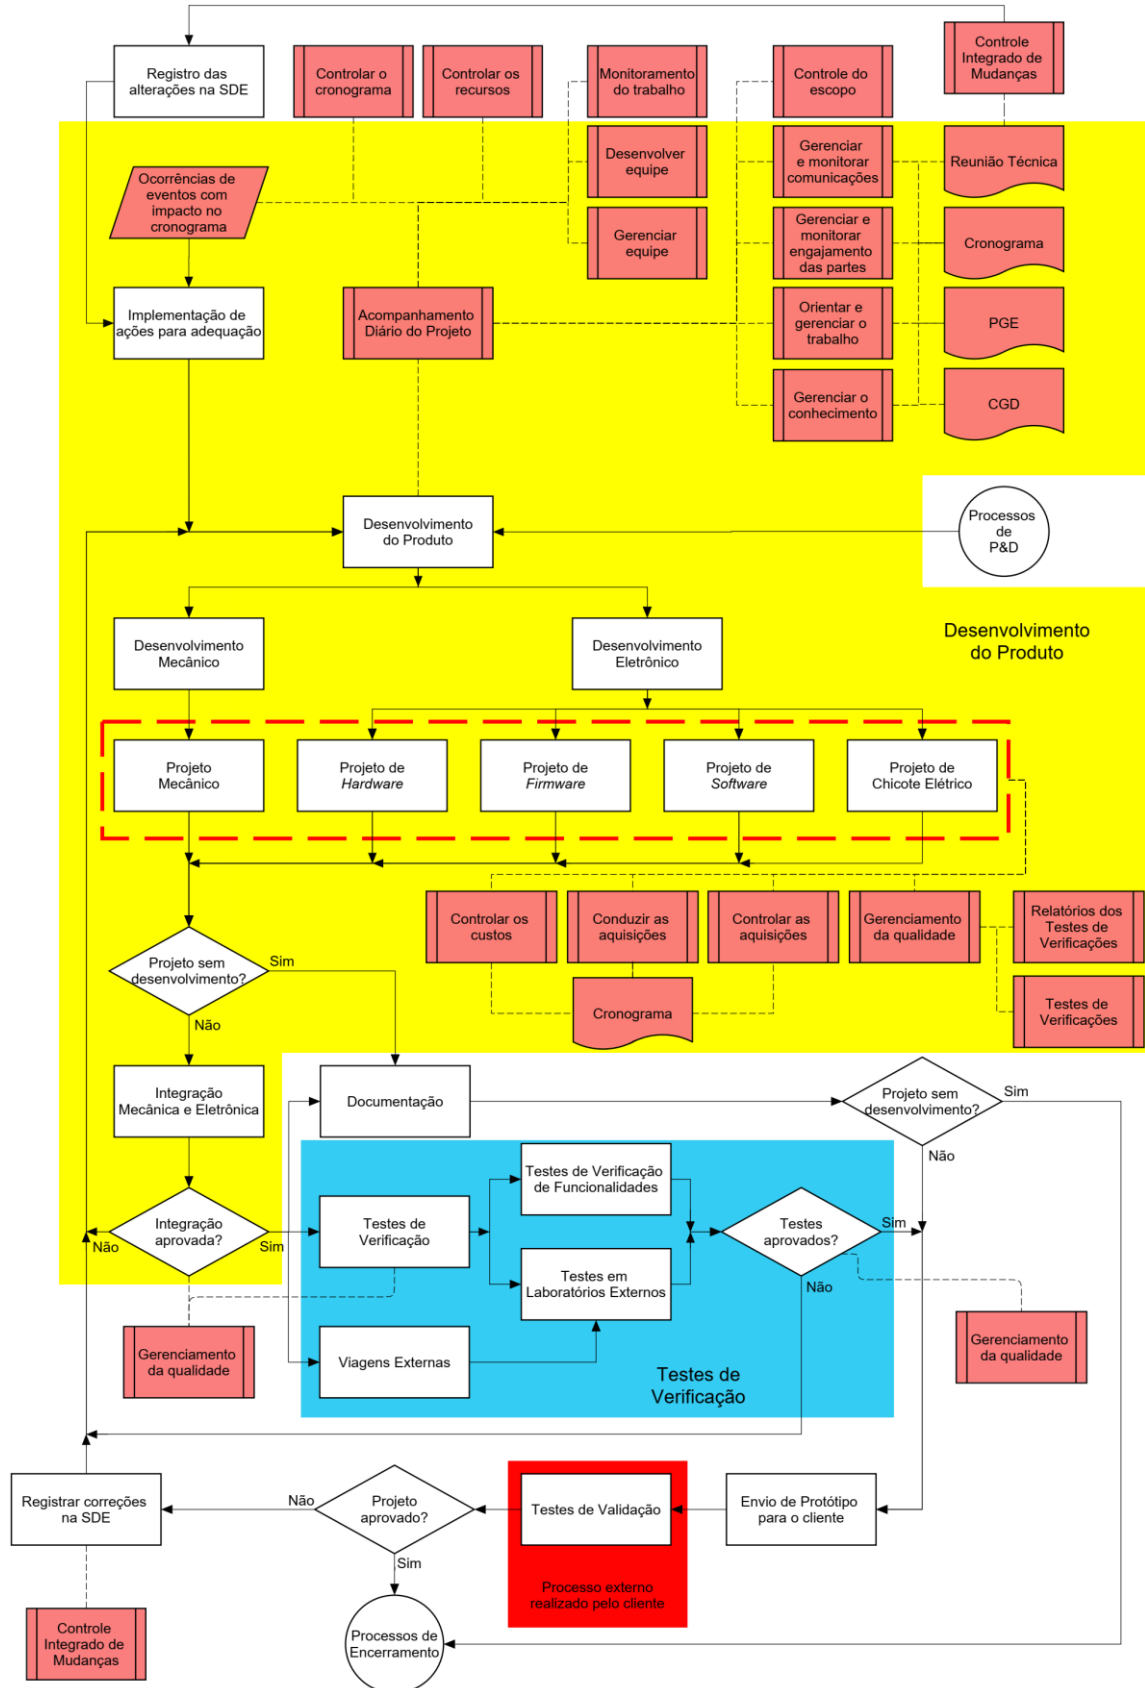 Controle
Integrado de
Mudanças
Registro das
alterações na SDE
Controlar o
cronograma
Controlar os
recursos
Monitoramento
do trabalho
Controle do
escopo
Desenvolver
equipe
Gerenciar
e monitorar
comunicações
Reunião Técnica
Ocorrências de
eventos com
impacto no
cronograma
Gerenciar
equipe
Gerenciar e
monitorar
engajamento
das partes
Cronograma
Implementação de
ações para adequação
Acompanhamento
Diário do Projeto
Orientar e
gerenciar o
trabalho
PGE
Gerenciar o
conhecimento
CGD
Desenvolvimento
do Produto
Processos
de
P&D
Desenvolvimento
Mecânico
Desenvolvimento
Eletrônico
Desenvolvimento
do Produto
Projeto
Mecânico
Projeto de
Hardware
Projeto de
Firmware
Projeto de
Software
Projeto de
Chicote Elétrico
Controlar os
custos
Conduzir as
aquisições
Controlar as
aquisições
Gerenciamento
da qualidade
Relatórios dos
Testes de
Verificações
Projeto sem
desenvolvimento?
Sim
Não
Cronograma
Testes de
Verificações
Integração
Mecânica e Eletrônica
Documentação
Projeto sem
desenvolvimento?
Sim
Não
Testes de Verificação
de Funcionalidades
Integração
aprovada?
Não
Sim
Testes de
Verificação
Testes em
Laboratórios Externos
Testes
aprovados?
Sim
Não
Gerenciamento
da qualidade
Viagens Externas
Testes de
Verificação
Gerenciamento
da qualidade
Registrar correções
na SDE
Não
Projeto
aprovado?
Sim
Testes de Validação
Envio de Protótipo
para o cliente
Processo externo
realizado pelo cliente
Controle
Integrado de
Mudanças
Processos de
Encerramento